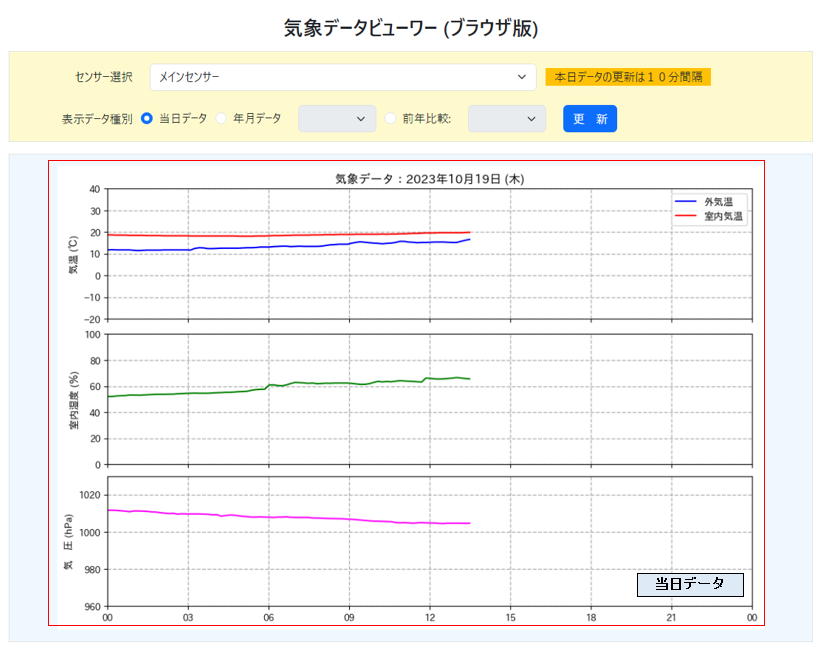 気象データビューワー (ブラウザ版)
センサー選択 メインセンサー 本日データの更新は１０分間隔
表示データ種別 当日データ 年月データ 前年比較: 更 新
気象データ：2023年10月19日 (木)
外気温
室内気温
気温 (℃)
40
30
20
10
0
−10
−20
室内湿度 (%)
100
80
60
40
20
0
気 圧 (hPa)
1020
1000
980
960
当日データ
00 03 06 09 12 15 18 21 00